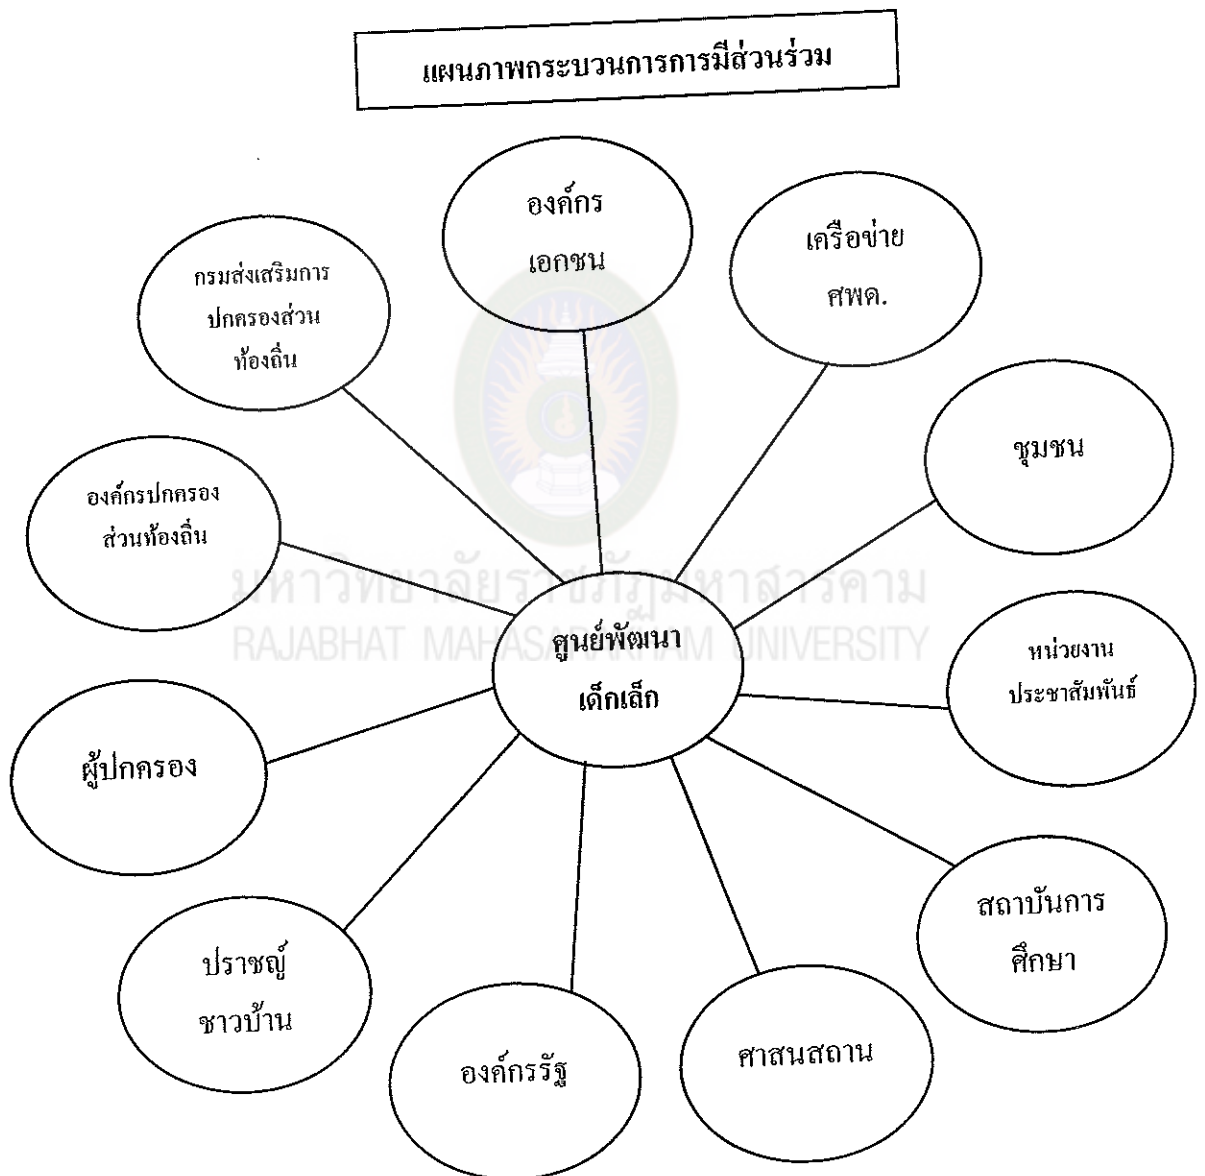 แผนภาพกระบวนการการมีส่วนร่วม
องค์กร
เอกชน
เครือข่าย
ศพด.
กรมส่งเสริมการ
ปกครองส่วน
ท้องถิ่น
ชุมชน
องค์กรปกครอง
ส่วนท้องถิ่น
มหาวิทยาลัยราชภัฏมหาสารคาม
RAJABHAT MAHASARAKHAM UNIVERSITY
ศูนย์พัฒนา
เด็กเล็ก
หน่วยงาน
ประชาสัมพันธ์
ผู้ปกครอง
สถาบันการ
ศึกษา
ปราชญ์
ชาวบ้าน
องค์กรรัฐ
ศาสนสถาน